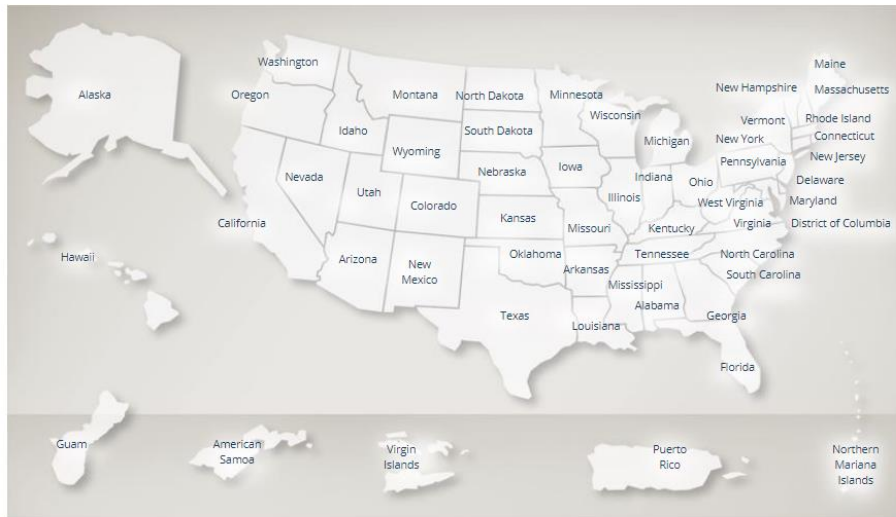 Maine
Washington
New Hampshire
Massachusetts
Alaska
Oregon
Montana
North Dakota
Minnesota
Wisconsin
Vermont
Rhode Island
Idaho
South Dakota
Michigan
New York
Connecticut
Wyoming
New Jersey
Pennsylvania
Nevada
Utah
Nebraska
Iowa
Indiana
Ohio
Delaware
Colorado
Illinois
West Virginia
Maryland
California
Kansas
Missouri
Kentucky
Virginia
District of Columbia
Hawaii
Arizona
New
Mexico
Oklahoma
Tennessee
North Carolina
Arkansas
South Carolina
Mississippi
Alabama
Texas
Louisiana
Georgia
Florida
Guam
American
Samoa
Virgin
Islands
Puerto
Rico
Northern
Mariana
Islands